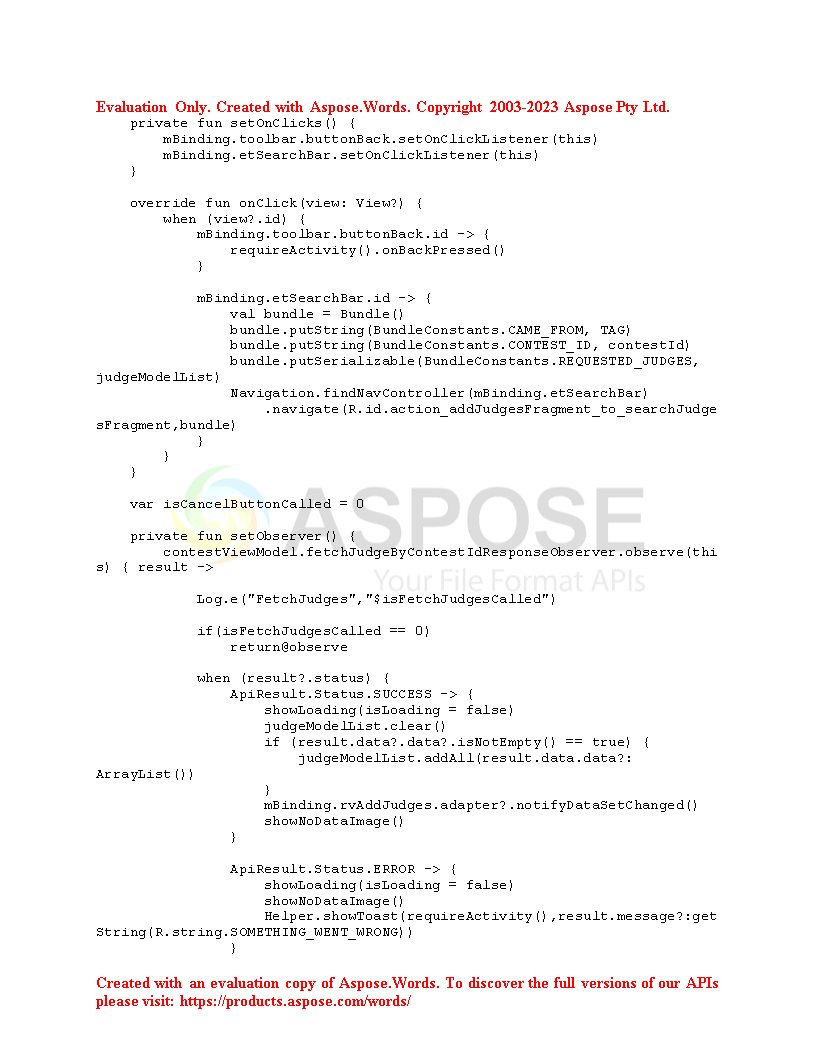 Evaluation Only. Created with Aspose.Words. Copyright 2003-2023 Aspose Pty Ltd.
    private fun setOnClicks() {
        mBinding.toolbar.buttonBack.setOnClickListener(this)
        mBinding.etSearchBar.setOnClickListener(this)
    }

    override fun onClick(view: View?) {
        when (view?.id) {
            mBinding.toolbar.buttonBack.id -> {
                requireActivity().onBackPressed()
            }

            mBinding.etSearchBar.id -> {
                val bundle = Bundle()
                bundle.putString(BundleConstants.CAME_FROM, TAG)
                bundle.putString(BundleConstants.CONTEST_ID, contestId)
                bundle.putSerializable(BundleConstants.REQUESTED_JUDGES,
judgeModelList)
                Navigation.findNavController(mBinding.etSearchBar)
                    .navigate(R.id.action_addJudgesFragment_to_searchJudge
sFragment,bundle)
            }
        }
    }

    var isCancelButtonCalled = 0

    private fun setObserver() {
        contestViewModel.fetchJudgeByContestIdResponseObserver.observe(thi
s) { result ->

            Log.e("FetchJudges","$isFetchJudgesCalled")

            if(isFetchJudgesCalled == 0)
                return@observe

            when (result?.status) {
                ApiResult.Status.SUCCESS -> {
                    showLoading(isLoading = false)
                    judgeModelList.clear()
                    if (result.data?.data?.isNotEmpty() == true) {
                        judgeModelList.addAll(result.data.data?:
ArrayList())
                    }
                    mBinding.rvAddJudges.adapter?.notifyDataSetChanged()
                    showNoDataImage()
                }

                ApiResult.Status.ERROR -> {
                    showLoading(isLoading = false)
                    showNoDataImage()
                    Helper.showToast(requireActivity(),result.message?:get
String(R.string.SOMETHING_WENT_WRONG))
                }
ASPOSE
Your File Format APIs
Created with an evaluation copy of Aspose.Words. To discover the full versions of our APIs
please visit: https://products.aspose.com/words/